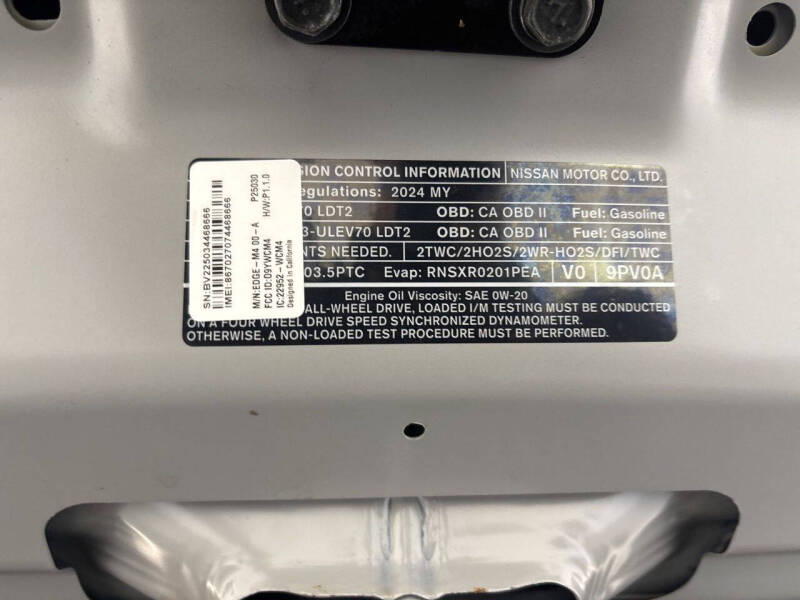 SION CONTROL INFORMATION NISSAN MOTOR CO., LTD.
egulations: 2024 MY
70 LDT2 OBD: CA OBD II Fuel: Gasoline
3-ULEV70 LDT2 OBD: CA OBD II Fuel: Gasoline
NTS NEEDED. 2TWC/2HO2S/2WR-HO2S/DFI/TWC
03.5PTC Evap: RNSXR0201PEA V0 9PV0A
Engine Oil Viscosity: SAE 0W-20
ALL-WHEEL DRIVE, LOADED I/M TESTING MUST BE CONDUCTED
ON A FOUR WHEEL DRIVE SPEED SYNCHRONIZED DYNAMOMETER.
OTHERWISE, A NON-LOADED TEST PROCEDURE MUST BE PERFORMED.
SN:BV225034468666
IMEI:867027074468666
M/N:EDGE-M4 00-A P25030
FCC ID:09YWCM4 H/W:P1.1.0
IC:22952-WCM4
Designed in California